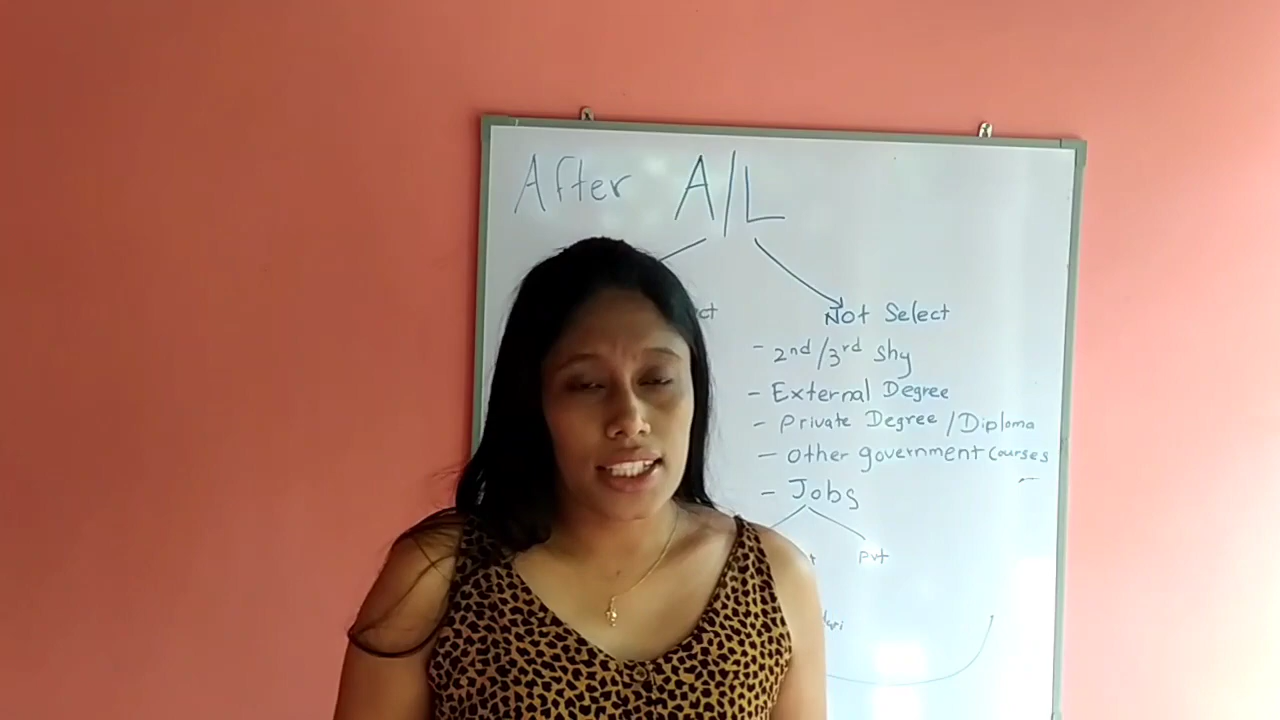 After A/L
Not Select
- 2nd/3rd shy
- External Degree
- Private Degree / Diploma
- Other government courses
- Jobs
pvt